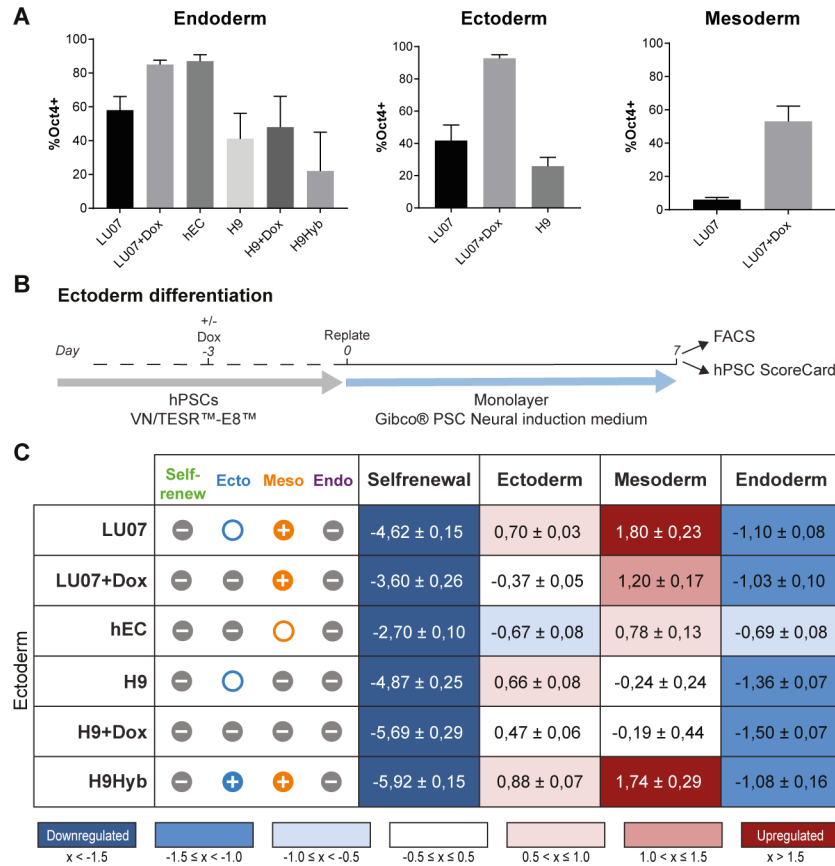 A
Endoderm
%Oct4+
100
80
60
40
20
0
LU07
LU07+Dox
hEC
H9
H9+Dox
H9Hyb
Ectoderm
%Oct4+
100
80
60
40
20
0
LU07
LU07+Dox
H9
Mesoderm
%Oct4+
100
80
60
40
20
0
LU07
LU07+Dox
B
Ectoderm differentiation
+/-
Dox
Day -3
Replate
0
7
FACS
hPSC ScoreCard
hPSCs
VN/TESR™-E8™
Monolayer
Gibco® PSC Neural induction medium
C
Self-renew Ecto Meso Endo Selfrenewal Ectoderm Mesoderm Endoderm
Ectoderm
LU07 − ○ + − -4,62 ± 0,15 0,70 ± 0,03 1,80 ± 0,23 -1,10 ± 0,08
LU07+Dox − − + − -3,60 ± 0,26 -0,37 ± 0,05 1,20 ± 0,17 -1,03 ± 0,10
hEC − − ○ − -2,70 ± 0,10 -0,67 ± 0,08 0,78 ± 0,13 -0,69 ± 0,08
H9 − ○ − − -4,87 ± 0,25 0,66 ± 0,08 -0,24 ± 0,24 -1,36 ± 0,07
H9+Dox − − − − -5,69 ± 0,29 0,47 ± 0,06 -0,19 ± 0,44 -1,50 ± 0,07
H9Hyb − + + − -5,92 ± 0,15 0,88 ± 0,07 1,74 ± 0,29 -1,08 ± 0,16
Downregulated Upregulated
x < -1.5 -1.5 ≤ x < -1.0 -1.0 ≤ x < -0.5 -0.5 ≤ x ≤ 0.5 0.5 < x ≤ 1.0 1.0 < x ≤ 1.5 x > 1.5